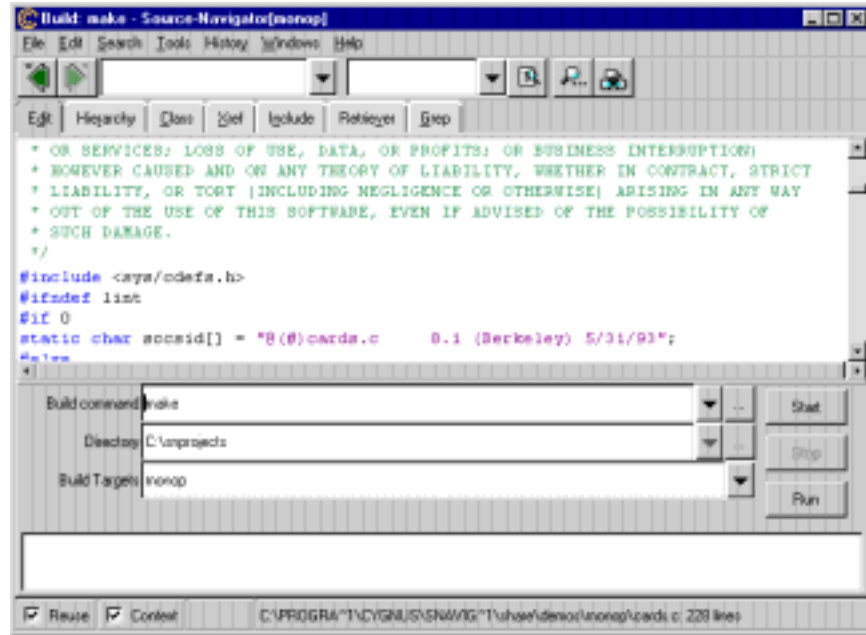 Build: make - Source-Navigator[monop]
File Edit Search Tools History Windows Help
Edit Hierarchy Class Xref Include Retriever Grep
* OR SERVICES; LOSS OF USE, DATA, OR PROFITS; OR BUSINESS INTERRUPTION)
* HOWEVER CAUSED AND ON ANY THEORY OF LIABILITY, WHETHER IN CONTRACT, STRICT
* LIABILITY, OR TORT (INCLUDING NEGLIGENCE OR OTHERWISE) ARISING IN ANY WAY
* OUT OF THE USE OF THIS SOFTWARE, EVEN IF ADVISED OF THE POSSIBILITY OF
* SUCH DAMAGE.
*/
#include <sys/cdefs.h>
#ifndef lint
#if 0
static char sccsid[] = "@(#)cards.c 8.1 (Berkeley) 5/31/93";
#else
Build command make ... Start
Directory C:\snprojects ... Stop
Build Targets monop
Run
Reuse Context C:\PROGRA~1\CYGNUS\SNAVIG~1\share\demos\monop\cards.c: 228 lines